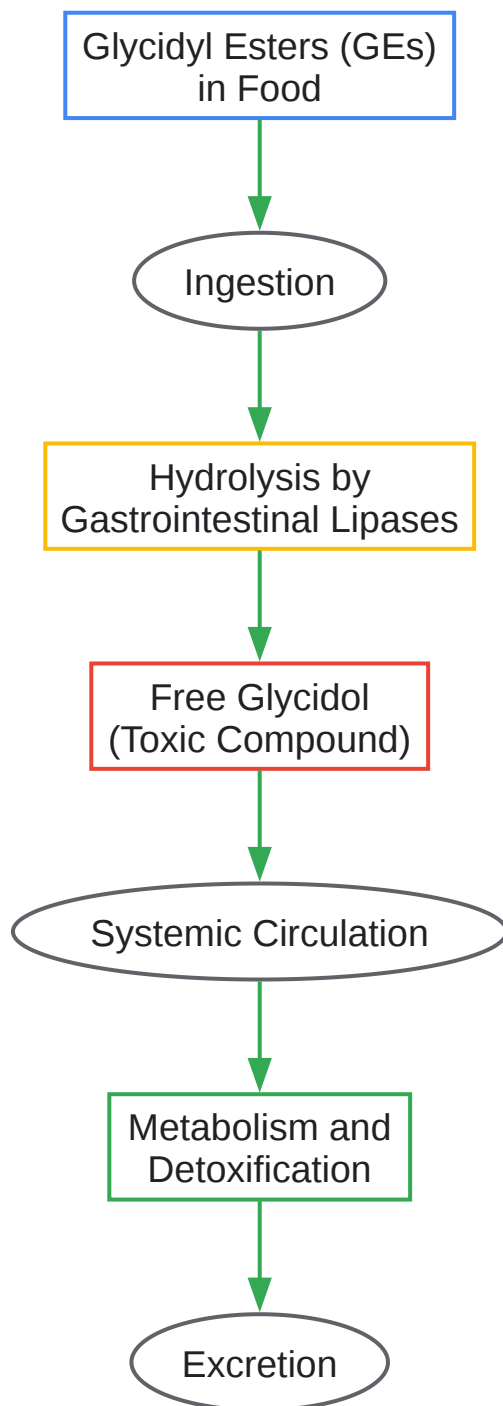 Glycidyl Esters (GEs)
in Food
Ingestion
Hydrolysis by
Gastrointestinal Lipases
Free Glycidol
(Toxic Compound)
Systemic Circulation
Metabolism and
Detoxification
Excretion